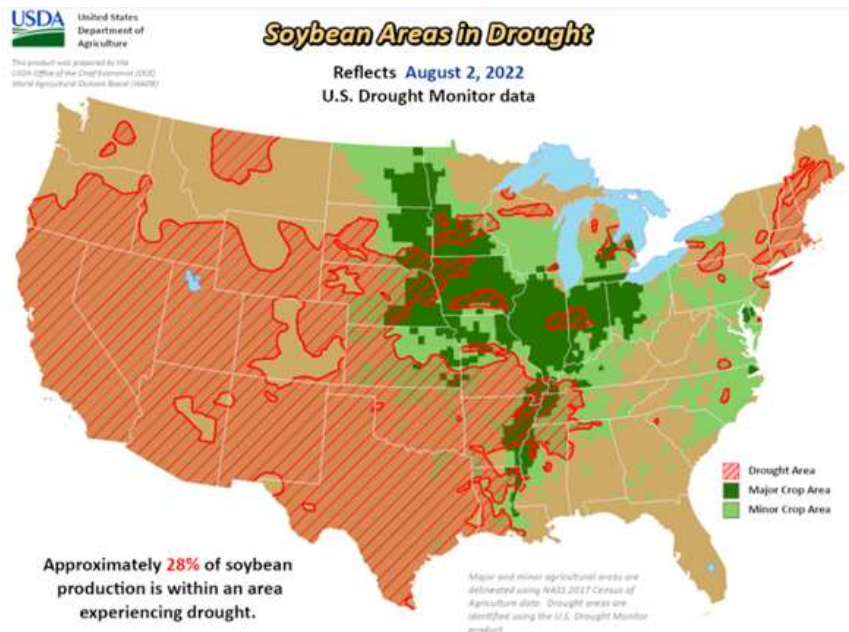 USDA
United States
Department of
Agriculture
This product was prepared by the
USDA Office of the Chief Economist (OCE)
World Agricultural Outlook Board (WAOB)
Soybean Areas in Drought
Reflects August 2, 2022
U.S. Drought Monitor data
Drought Area
Major Crop Area
Minor Crop Area
Approximately 28% of soybean
production is within an area
experiencing drought.
Major and minor agricultural areas are
delineated using NASS 2017 Census of
Agriculture data. Drought areas are
identified using the U.S. Drought Monitor
product.